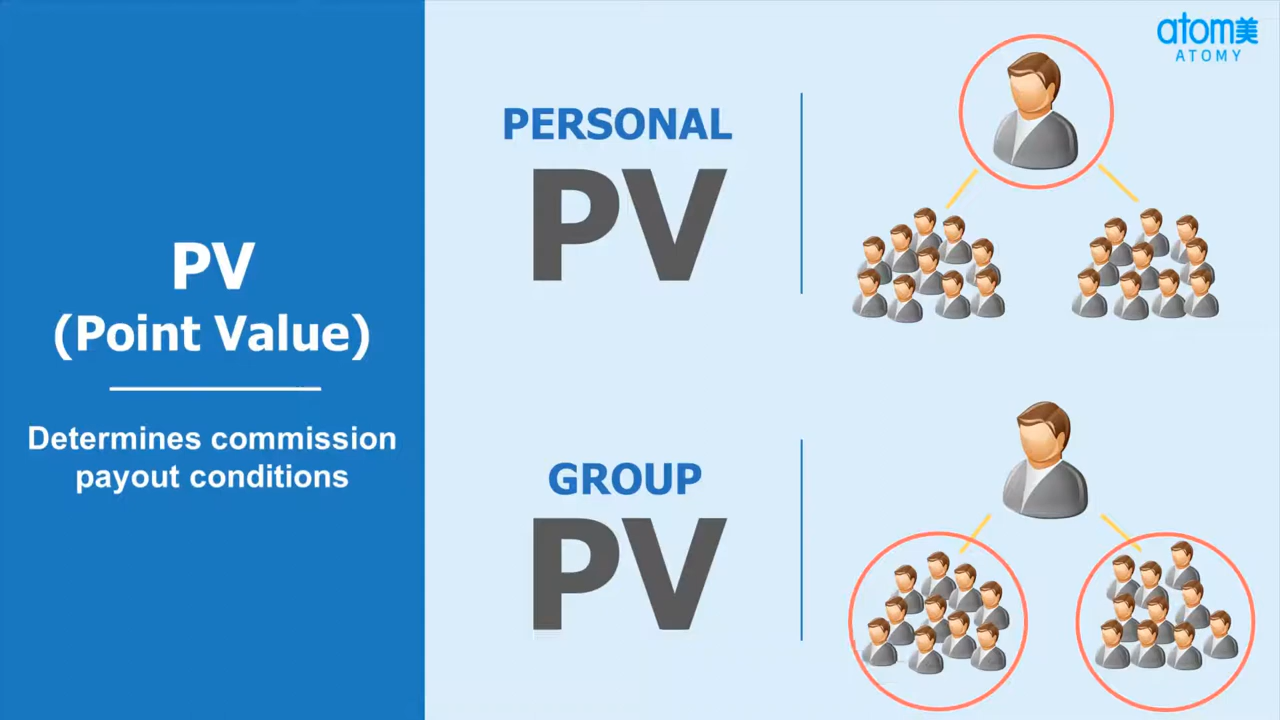 PV
(Point Value)
Determines commission
payout conditions
PERSONAL
PV
GROUP
PV
atom美
ATOMY